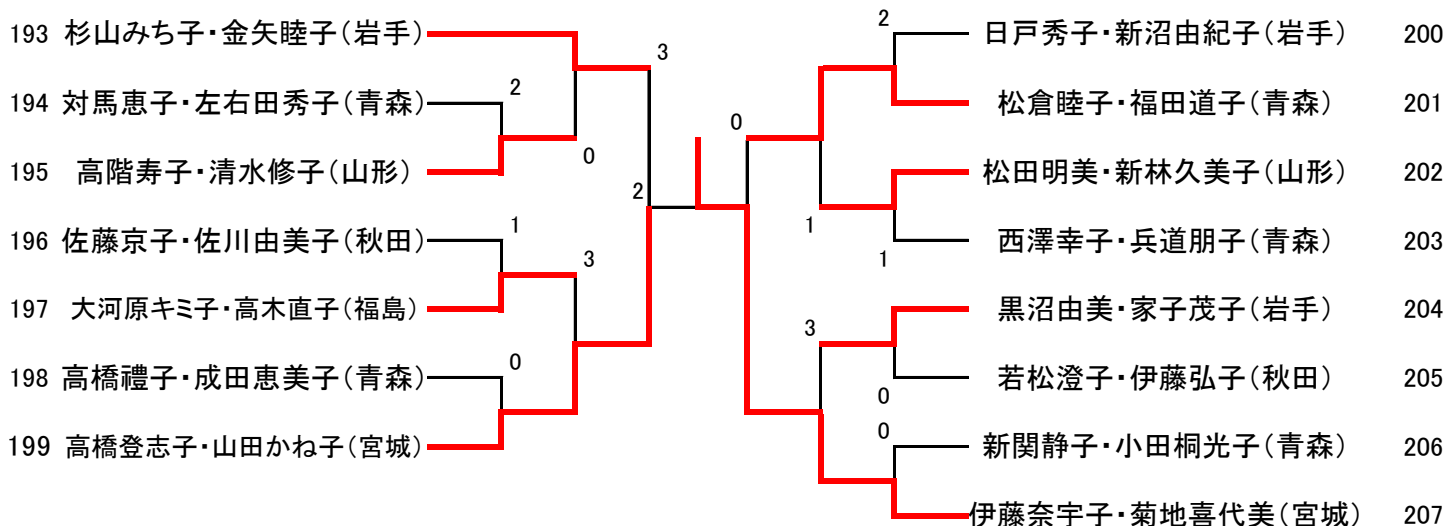 193 杉山みち子・金矢睦子(岩手)
194 対馬恵子・左右田秀子(青森)
195 高階寿子・清水修子(山形)
196 佐藤京子・佐川由美子(秋田)
197 大河原キミ子・高木直子(福島)
198 高橋禮子・成田恵美子(青森)
199 高橋登志子・山田かね子(宮城)
3
2
0
2
1
3
0
0
2
1
1
3
0
0
日戸秀子・新沼由紀子(岩手) 200
松倉睦子・福田道子(青森) 201
松田明美・新林久美子(山形) 202
西澤幸子・兵道朋子(青森) 203
黒沼由美・家子茂子(岩手) 204
若松澄子・伊藤弘子(秋田) 205
新関静子・小田桐光子(青森) 206
伊藤奈宇子・菊地喜代美(宮城) 207